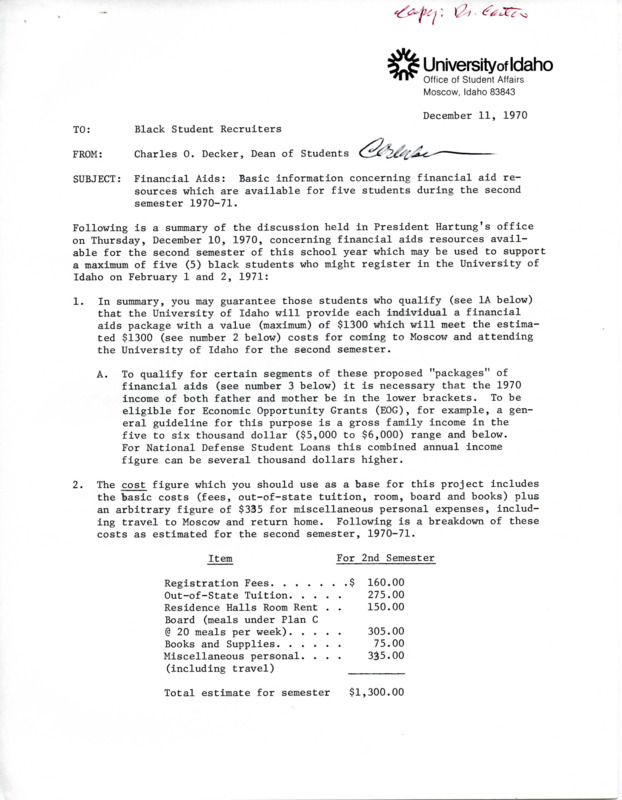 Copy: Dr. Carter
University of Idaho
Office of Student Affairs
Moscow, Idaho 83843
December 11, 1970
TO: Black Student Recruiters
FROM: Charles O. Decker, Dean of Students
SUBJECT: Financial Aids: Basic information concerning financial aid re-
sources which are available for five students during the second
semester 1970-71.
Following is a summary of the discussion held in President Hartung's office
on Thursday, December 10, 1970, concerning financial aids resources avail-
able for the second semester of this school year which may be used to support
a maximum of five (5) black students who might register in the University of
Idaho on February 1 and 2, 1971:
1. In summary, you may guarantee those students who qualify (see 1A below)
that the University of Idaho will provide each individual a financial
aids package with a value (maximum) of $1300 which will meet the estima-
ted $1300 (see number 2 below) costs for coming to Moscow and attending
the University of Idaho for the second semester.
A. To qualify for certain segments of these proposed "packages" of
financial aids (see number 3 below) it is necessary that the 1970
income of both father and mother be in the lower brackets. To be
eligible for Economic Opportunity Grants (EOG), for example, a gen-
eral guideline for this purpose is a gross family income in the
five to six thousand dollar ($5,000 to $6,000) range and below.
For National Defense Student Loans this combined annual income
figure can be several thousand dollars higher.
2. The cost figure which you should use as a base for this project includes
the basic costs (fees, out-of-state tuition, room, board and books) plus
an arbitrary figure of $335 for miscellaneous personal expenses, includ-
ing travel to Moscow and return home. Following is a breakdown of these
costs as estimated for the second semester, 1970-71.
Item For 2nd Semester
Registration Fees. . . . . . .$ 160.00
Out-of-State Tuition. . . . . 275.00
Residence Halls Room Rent . . 150.00
Board (meals under Plan C
@ 20 meals per week). . . . . 305.00
Books and Supplies. . . . . . 75.00
Miscellaneous personal. . . . 335.00
(including travel)
Total estimate for semester $1,300.00